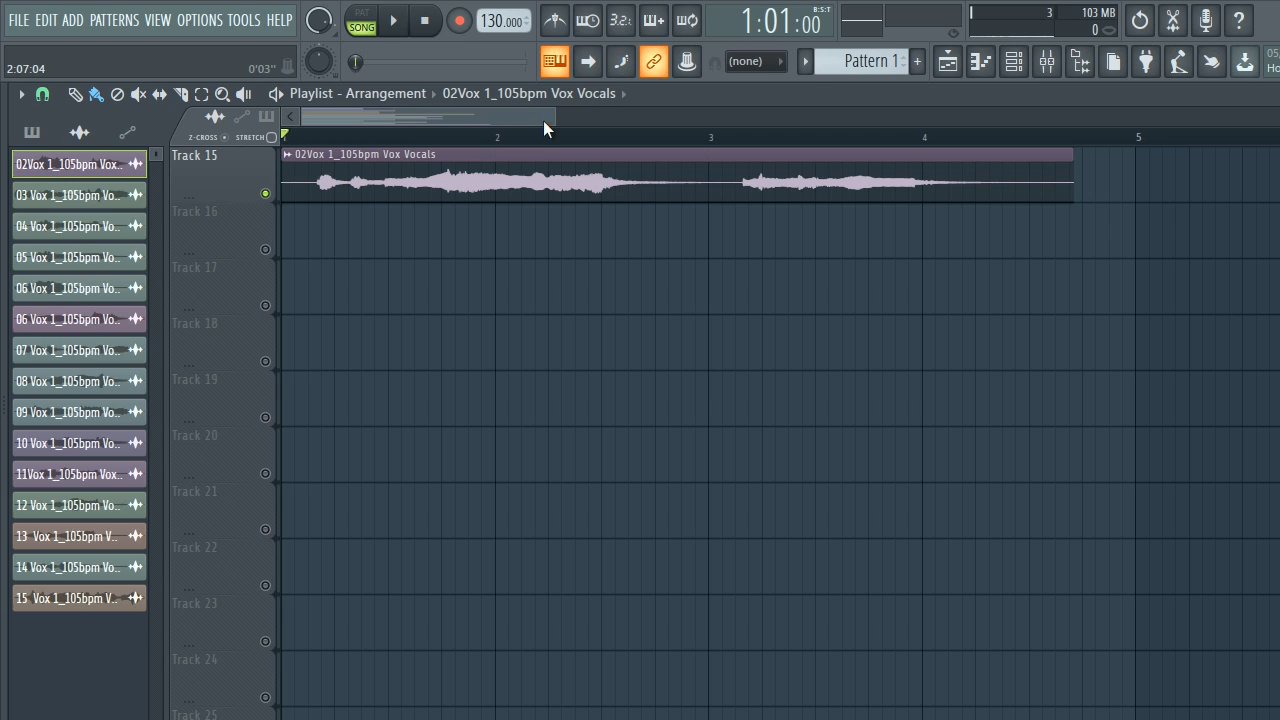 FILE EDIT ADD PATTERNS VIEW OPTIONS TOOLS HELP
PAT
SONG
130.000
3.2.
1:01:00
B:S:T
3
103 MB
0
2:07:04
0'03"
(none)
Pattern 1
05
Ho
Playlist - Arrangement
02Vox 1_105bpm Vox Vocals
Z-CROSS
STRETCH
2
3
4
5
02Vox 1_105bpm Vox..
03 Vox 1_105bpm Vo..
04 Vox 1_105bpm Vo..
05 Vox 1_105bpm Vo..
06 Vox 1_105bpm Vo..
06 Vox 1_105bpm Vo..
07 Vox 1_105bpm Vo..
08 Vox 1_105bpm Vo..
09 Vox 1_105bpm Vo..
10 Vox 1_105bpm Vo..
11Vox 1_105bpm Vox..
12 Vox 1_105bpm Vo..
13 Vox 1_105bpm V..
14 Vox 1_105bpm Vo..
15 Vox 1_105bpm V..
Track 15
02Vox 1_105bpm Vox Vocals
Track 16
Track 17
Track 18
Track 19
Track 20
Track 21
Track 22
Track 23
Track 24
Track 25